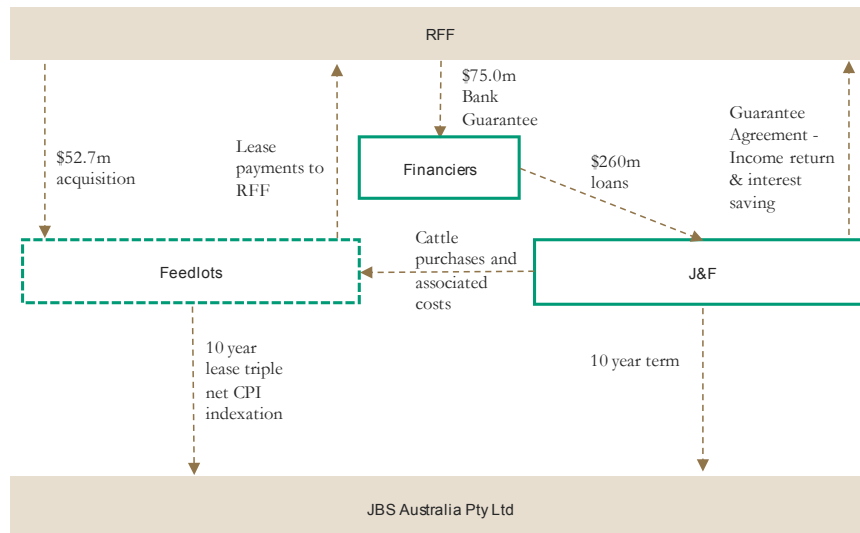 RFF
$75.0m
Bank
Guarantee
Guarantee
Agreement -
Income return
& interest
saving
Lease
payments to
RFF
$52.7m
acquisition
Financiers
$260m
loans
Cattle
purchases and
associated
costs
Feedlots
J&F
10 year
lease triple
net CPI
indexation
10 year term
JBS Australia Pty Ltd